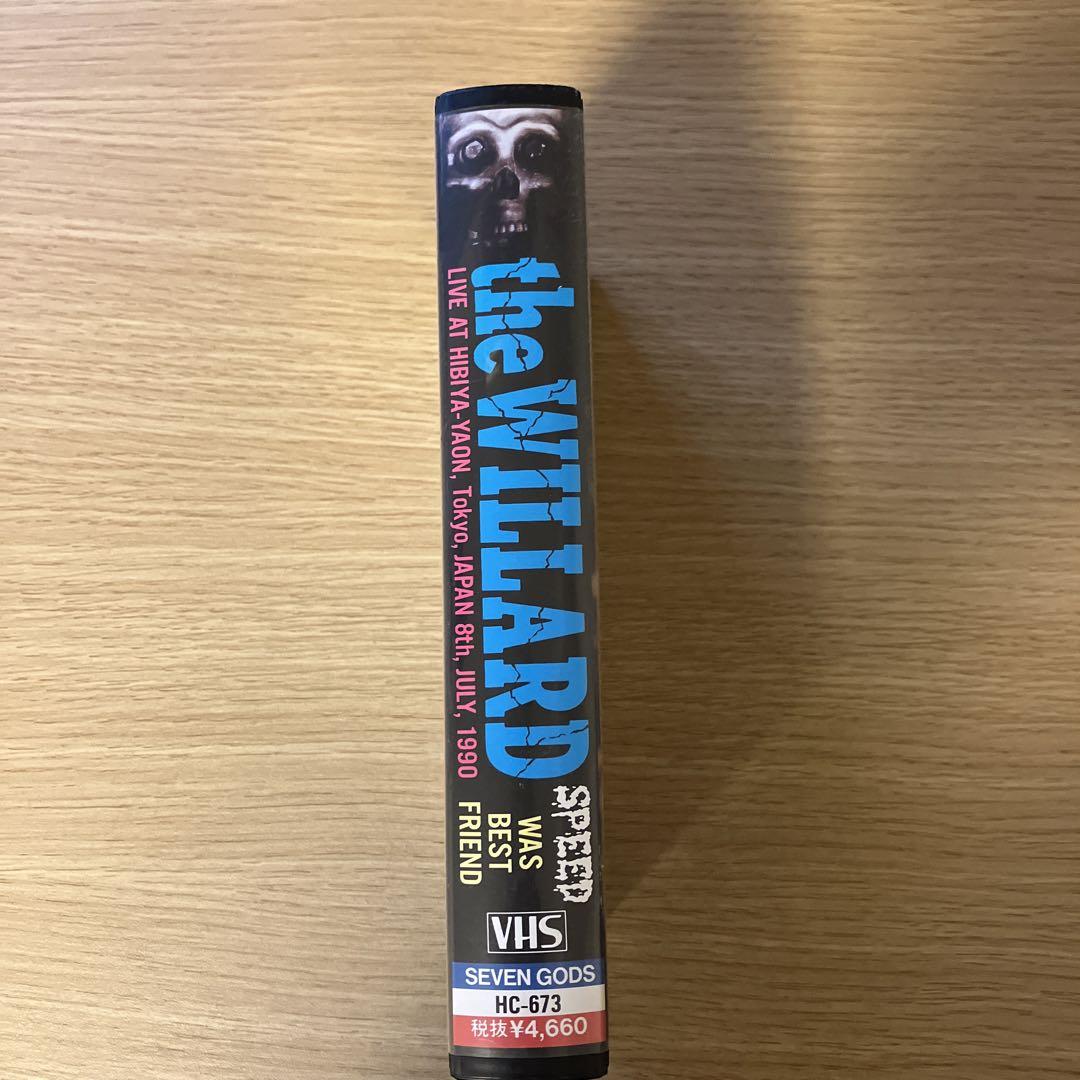 the WILLARD
LIVE AT HIBIYA-YAON, Tokyo, JAPAN 8th, JULY, 1990
SPEED
WAS
BEST
FRIEND
VHS
SEVEN GODS
HC-673
税抜¥4,660